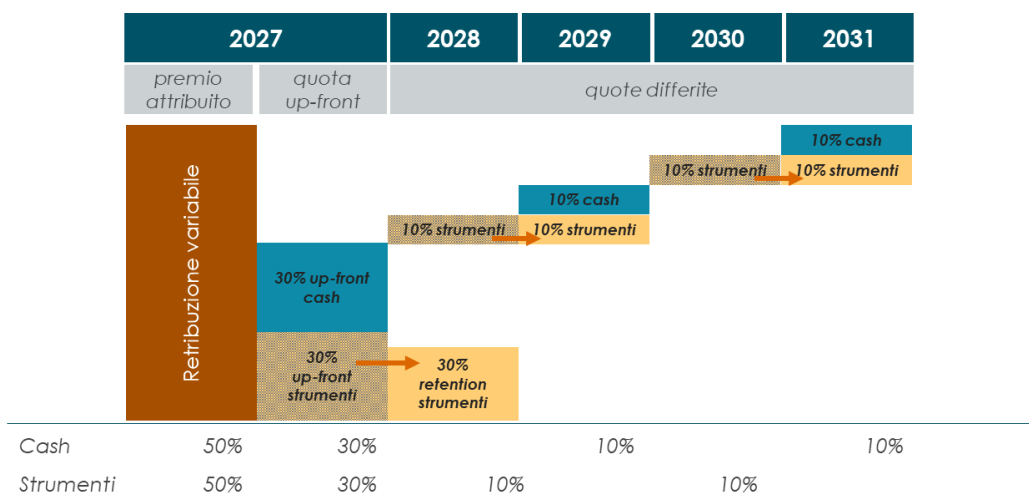 2027 2028 2029 2030 2031
premio attribuito
quota up-front
quote differite
10% cash
10% strumenti 10% strumenti
10% cash
10% strumenti 10% strumenti
30% up-front
cash
Retribuzione variabile
30%
up-front
strumenti
30%
retention
strumenti
Cash 50% 30% 10% 10%
Strumenti 50% 30% 10% 10%